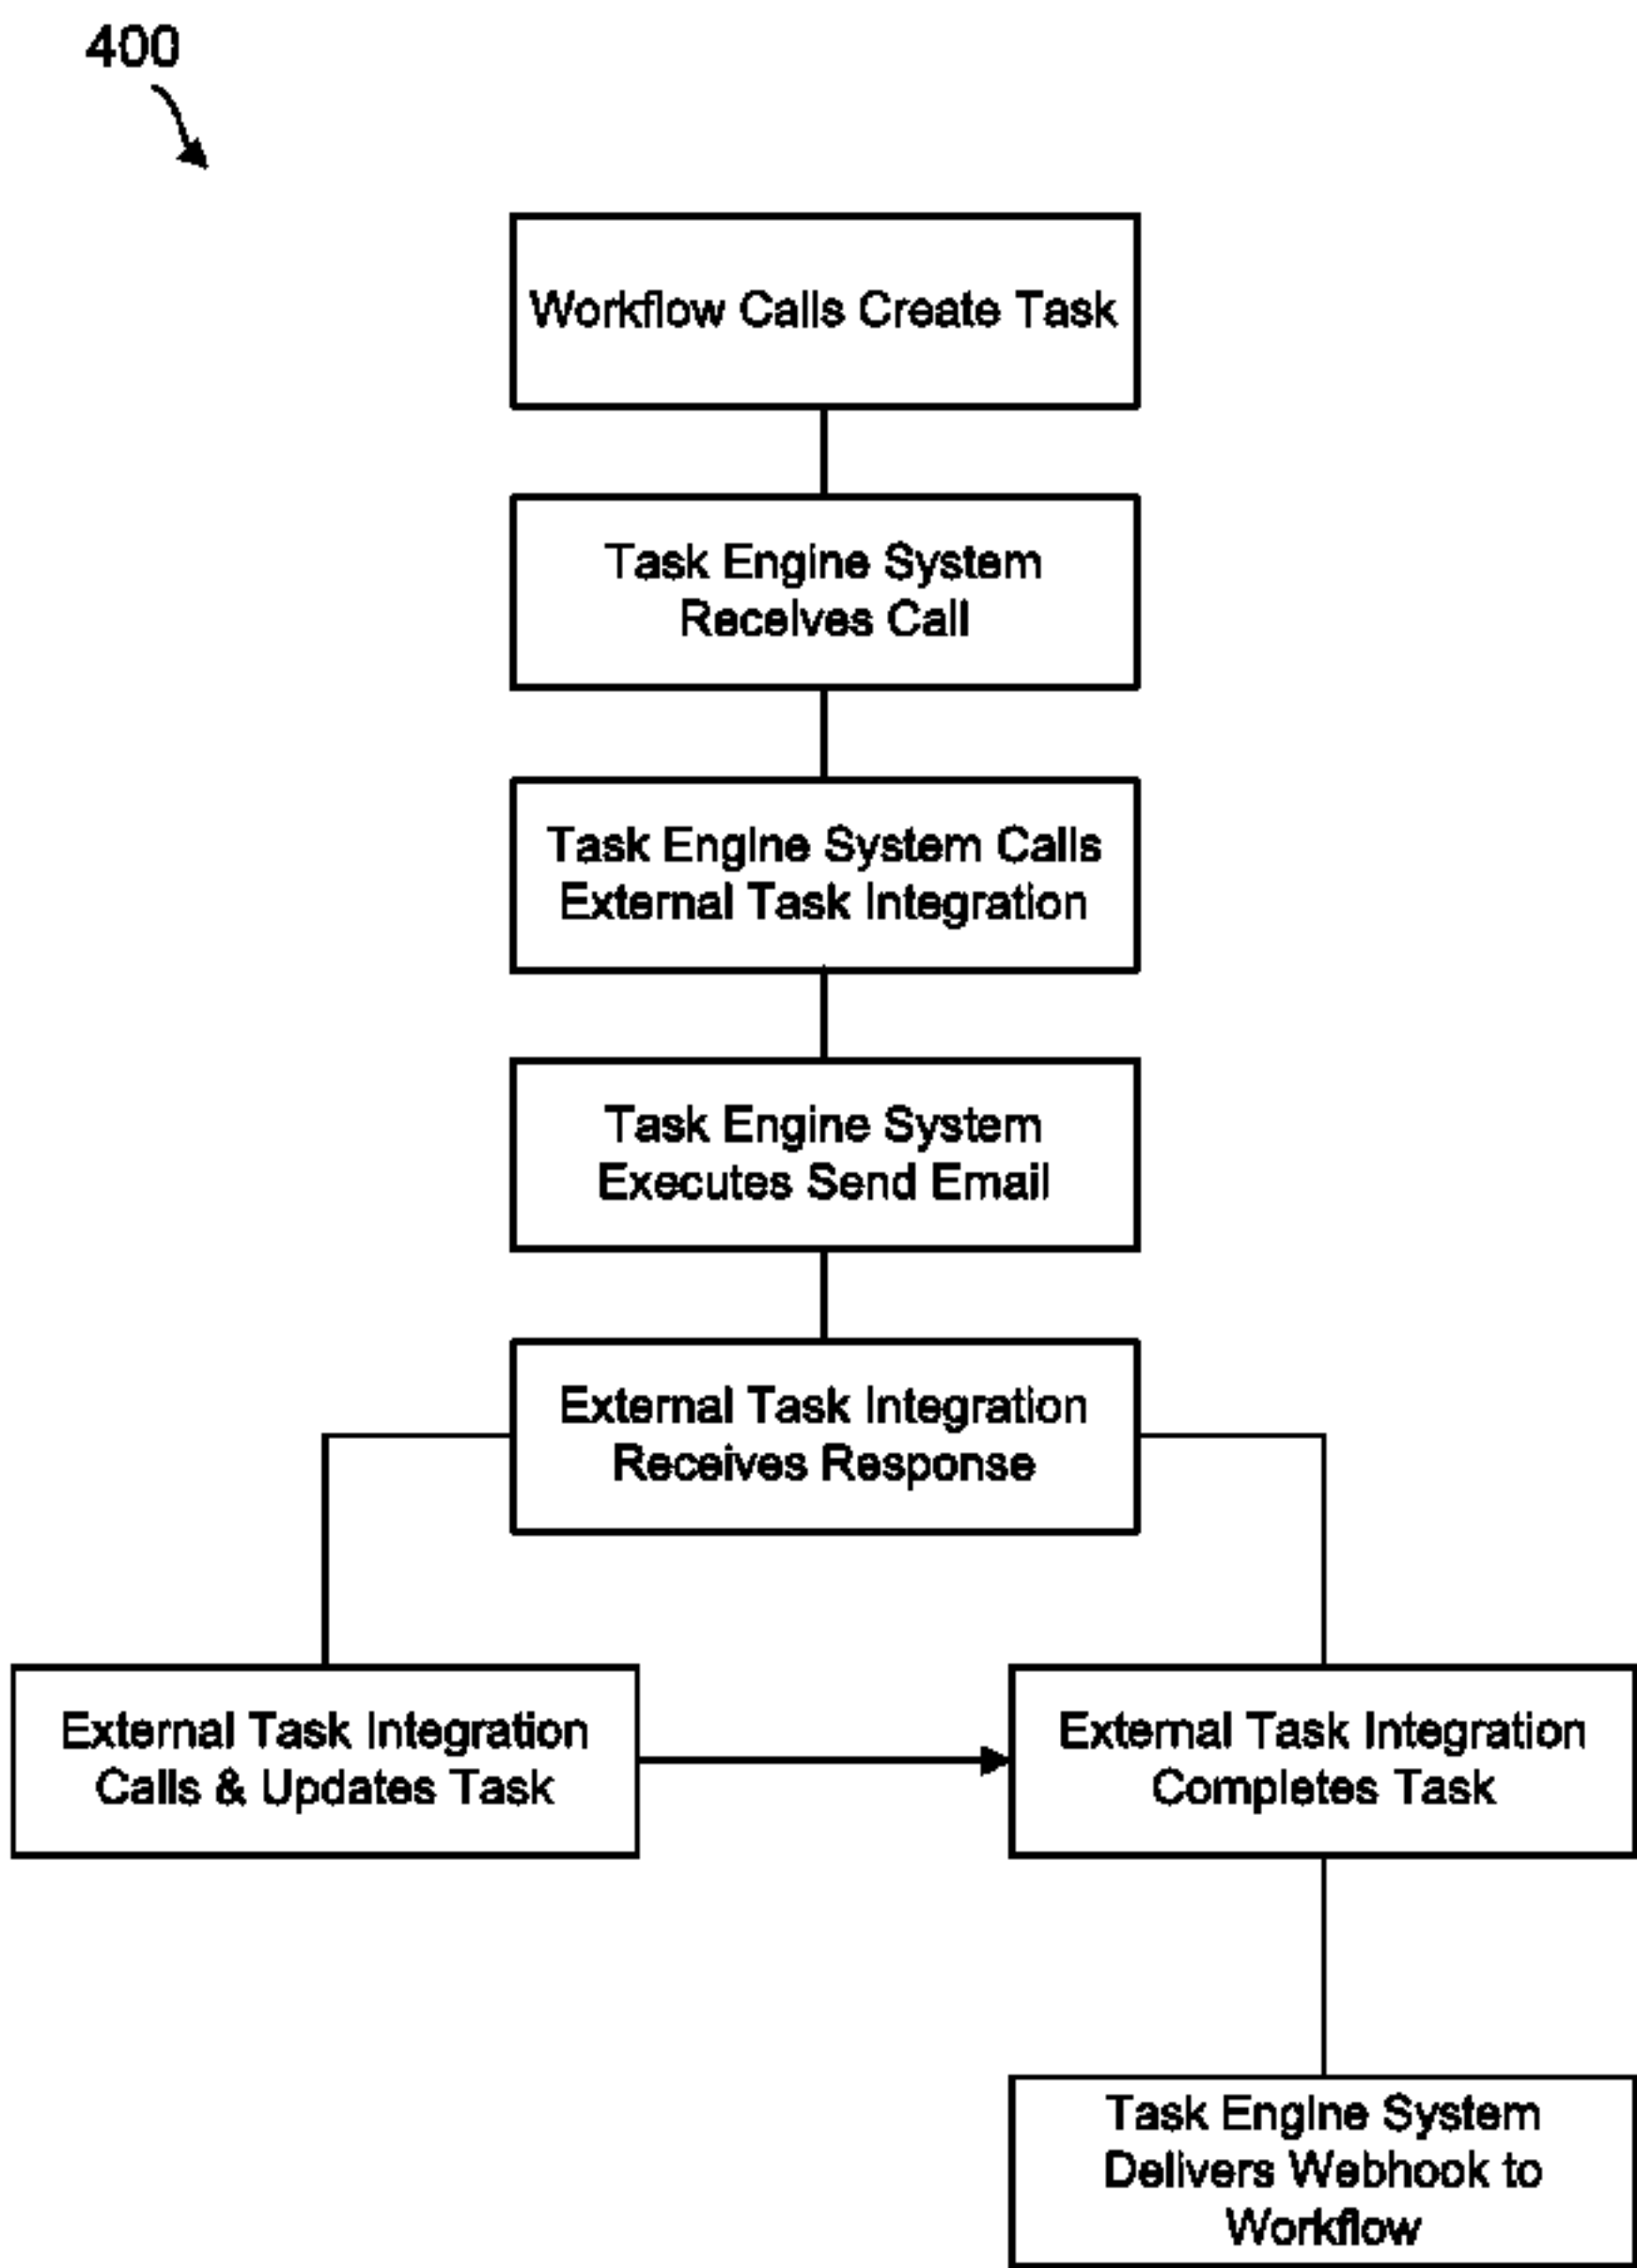 400
Workflow Calls Create Task
Task Engine System
Receives Call
Task Engine System Calls
External Task Integration
Task Engine System
Executes Send Email
External Task Integration
Receives Response
External Task Integration
Calls & Updates Task
External Task Integration
Completes Task
Task Engine System
Delivers Webhook to
Workflow